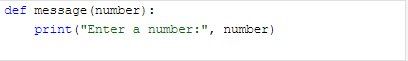 def message(number):
    print("Enter a number:", number)